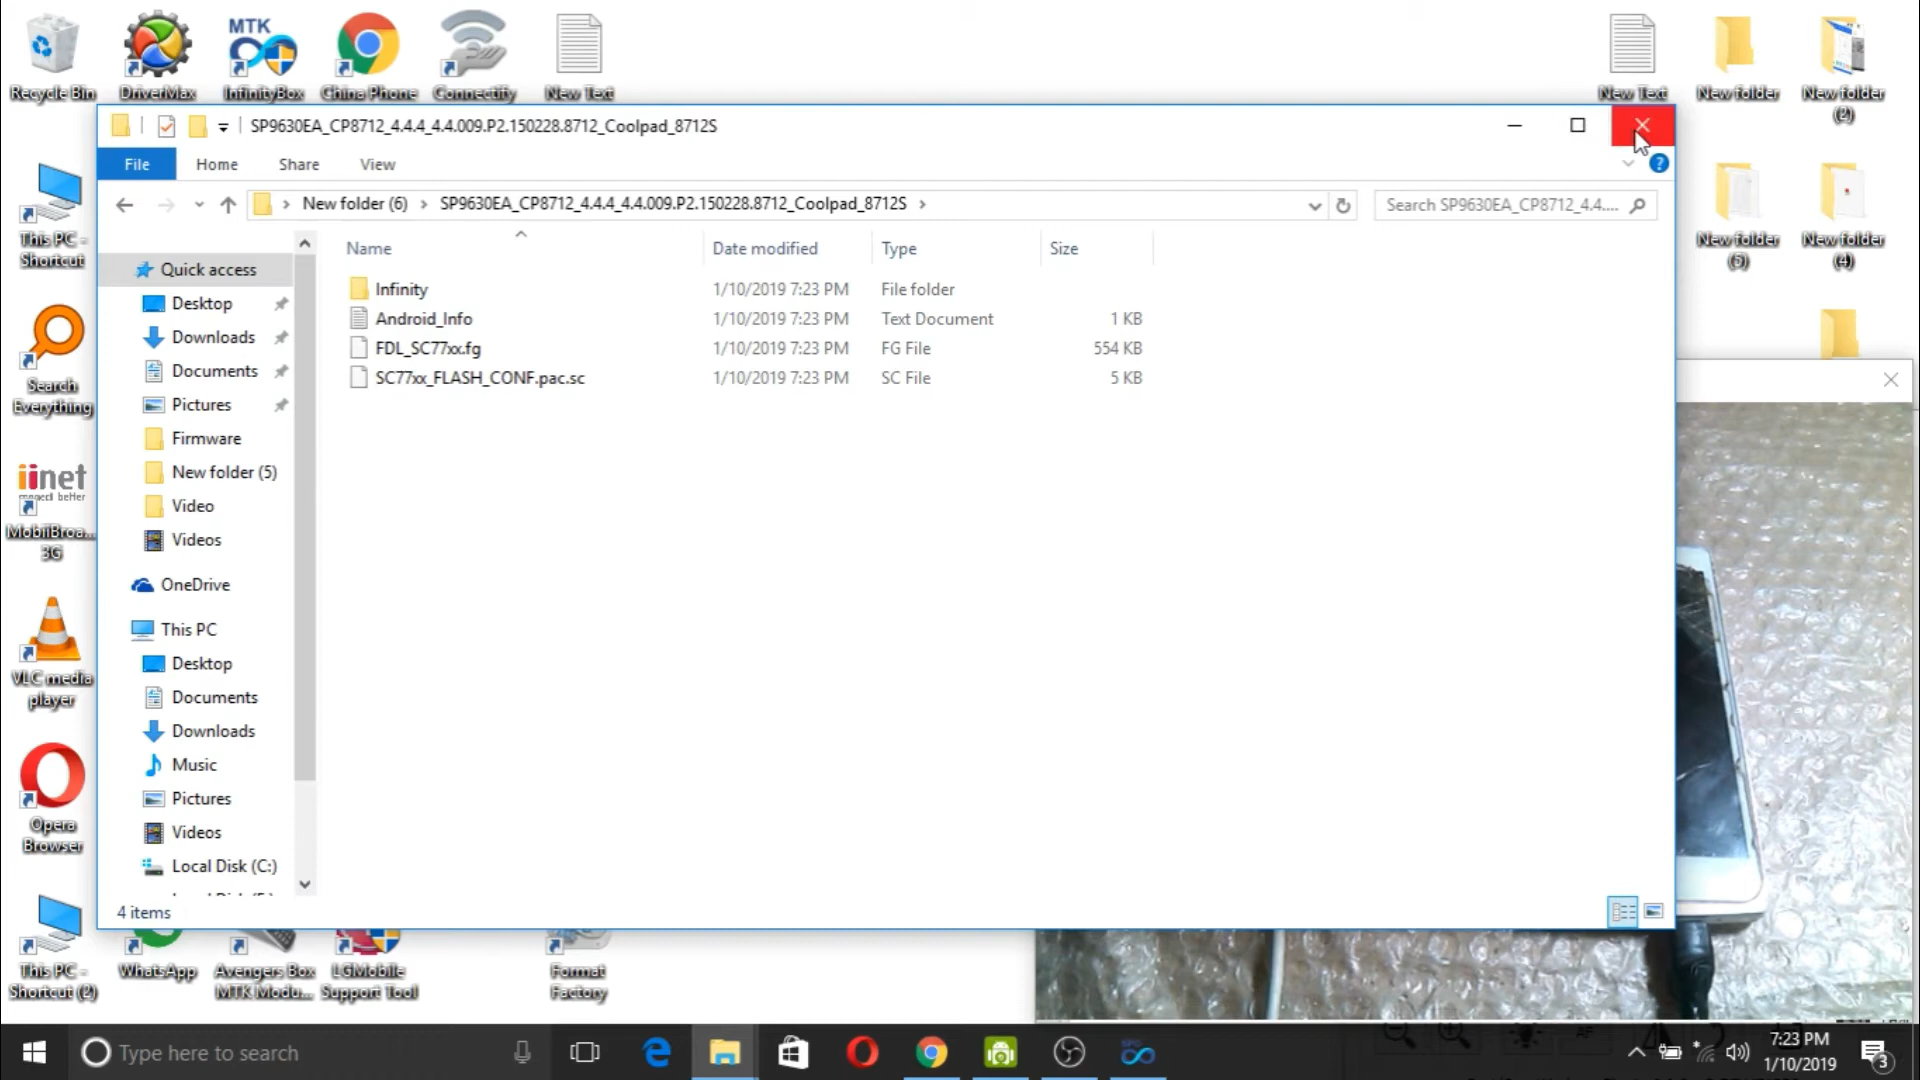 Recycle Bin
DriverMax
MTK
InfinityBox
China Phone
Connectify
New Text
New Text
New folder
New folder
(2)
SP9630EA_CP8712_4.4.4_4.4.009.P2.150228.8712_Coolpad_8712S
File
Home
Share
View
New folder (6)
SP9630EA_CP8712_4.4.4_4.4.009.P2.150228.8712_Coolpad_8712S
Search SP9630EA_CP8712_4.4....
This PC -
Shortcut
New folder
(5)
New folder
(4)
Name
Date modified
Type
Size
Quick access
Desktop
Downloads
Documents
Pictures
Firmware
New folder (5)
Video
Videos
OneDrive
This PC
Desktop
Documents
Downloads
Music
Pictures
Videos
Local Disk (C:)
Infinity 1/10/2019 7:23 PM File folder
Android_Info 1/10/2019 7:23 PM Text Document 1 KB
FDL_SC77xx.fg 1/10/2019 7:23 PM FG File 554 KB
SC77xx_FLASH_CONF.pac.sc 1/10/2019 7:23 PM SC File 5 KB
4 items
Search
Everything
iinet
connect better
MobilBroa...
3G
VLC media
player
Opera
Browser
This PC -
Shortcut (2)
WhatsApp
Avengers Box
MTK Modu...
LGMobile
Support Tool
Format
Factory
Type here to search
7:23 PM
1/10/2019
3